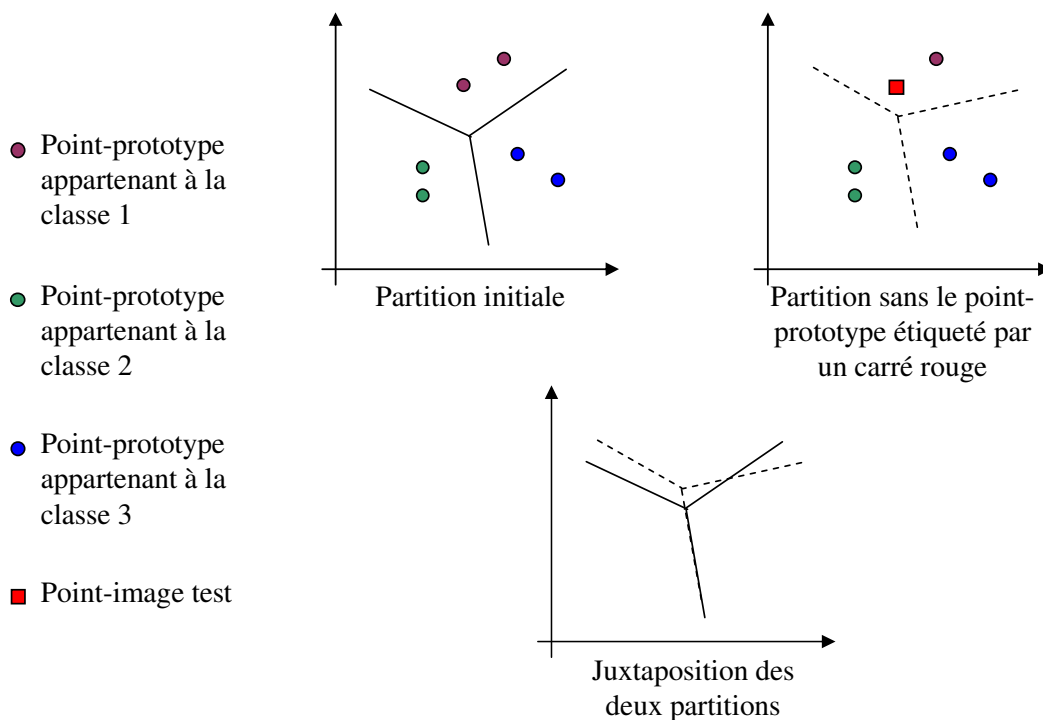 Point-prototype
appartenant à la
classe 1
Point-prototype
appartenant à la
classe 2
Point-prototype
appartenant à la
classe 3
Point-image test
Partition initiale
Partition sans le point-
prototype étiqueté par
un carré rouge
Juxtaposition des
deux partitions